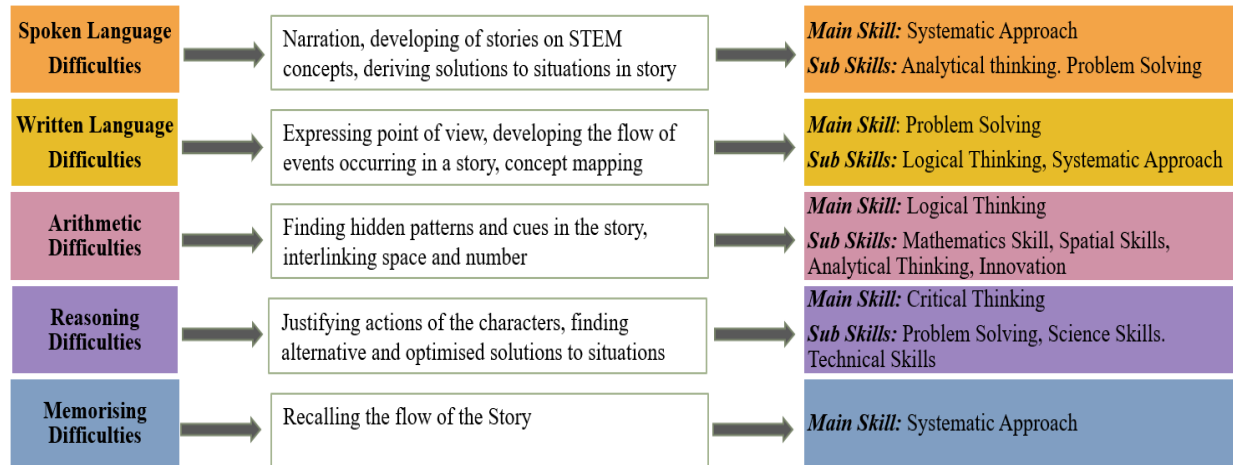 Spoken Language
Difficulties
Narration, developing of stories on STEM
concepts, deriving solutions to situations in story
Main Skill: Systematic Approach
Sub Skills: Analytical thinking. Problem Solving
Written Language
Difficulties
Expressing point of view, developing the flow of
events occurring in a story, concept mapping
Main Skill: Problem Solving
Sub Skills: Logical Thinking, Systematic Approach
Arithmetic
Difficulties
Finding hidden patterns and cues in the story,
interlinking space and number
Main Skill: Logical Thinking
Sub Skills: Mathematics Skill, Spatial Skills,
Analytical Thinking, Innovation
Reasoning
Difficulties
Justifying actions of the characters, finding
alternative and optimised solutions to situations
Main Skill: Critical Thinking
Sub Skills: Problem Solving, Science Skills.
Technical Skills
Memorising
Difficulties
Recalling the flow of the Story
Main Skill: Systematic Approach